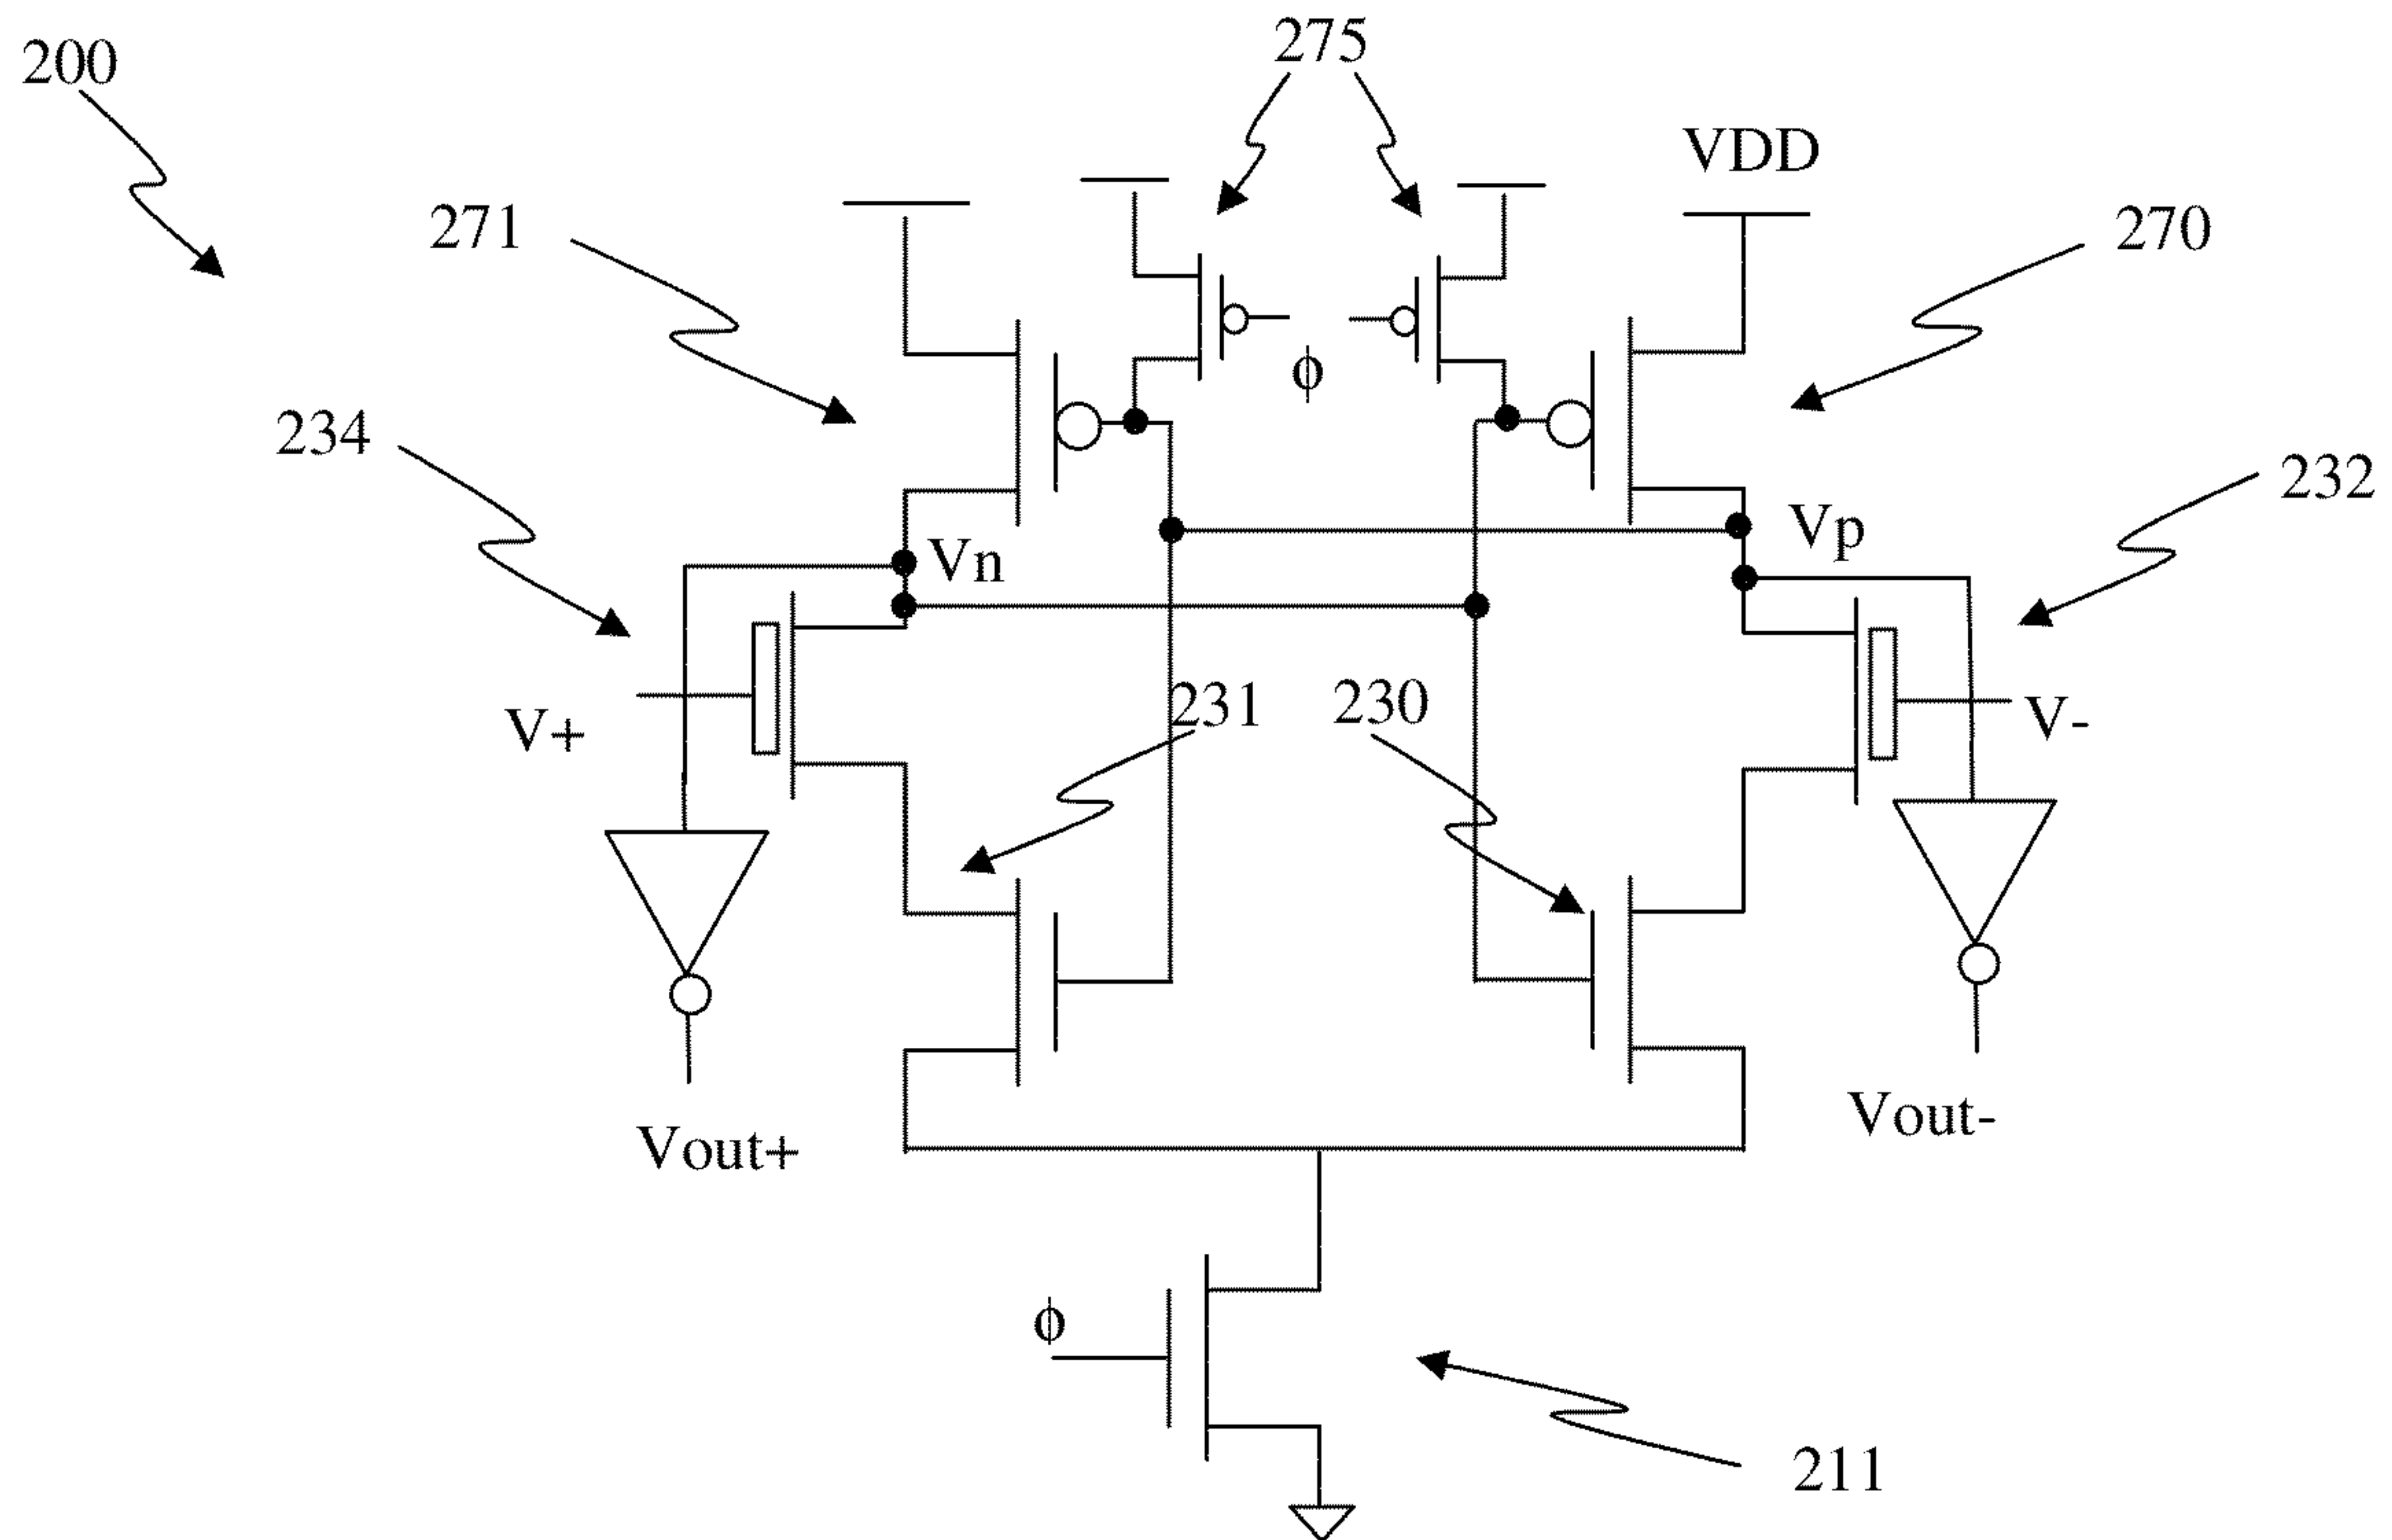 200
275
VDD
271
270
ϕ
234
232
Vn
Vp
231
230
V+
V-
Vout+
Vout-
ϕ
211